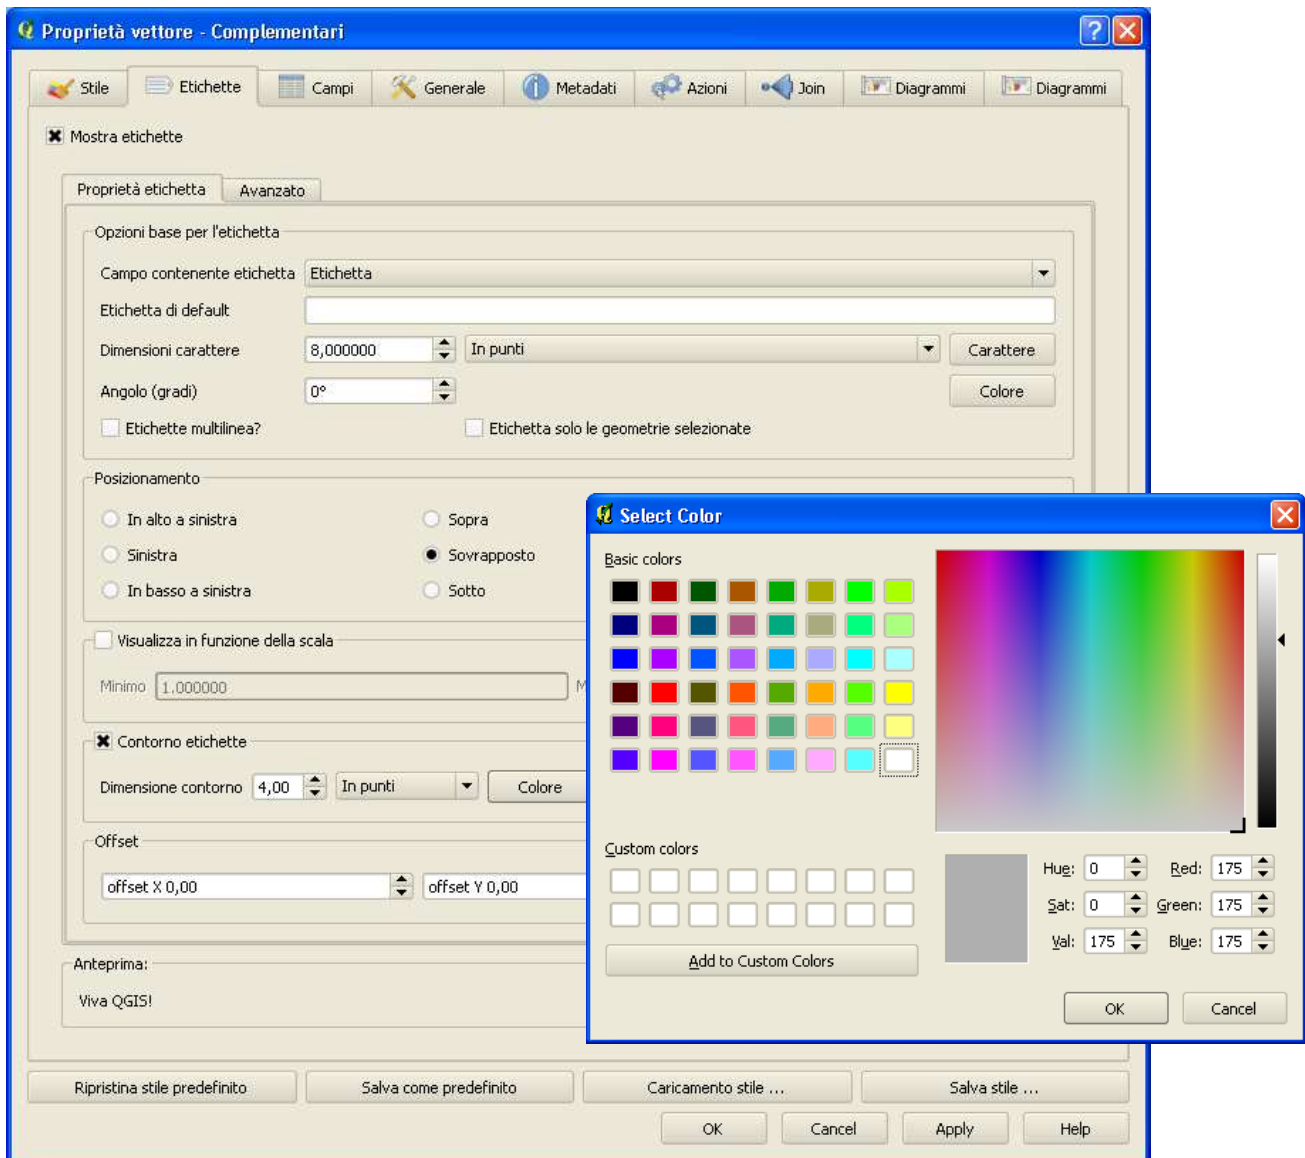 Proprietà vettore - Complementari
Stile Etichette Campi Generale Metadati Azioni Join Diagrammi Diagrammi
Mostra etichette
Proprietà etichetta Avanzato
Opzioni base per l'etichetta
Campo contenente etichetta Etichetta
Etichetta di default
Dimensioni carattere 8,000000 In punti Carattere
Angolo (gradi) 0° Colore
Etichette multilinea? Etichetta solo le geometrie selezionate
Posizionamento
In alto a sinistra Sopra
Sinistra Sovrapposto
In basso a sinistra Sotto
Visualizza in funzione della scala
Minimo 1.000000 M
Contorno etichette
Dimensione contorno 4,00 In punti Colore
Offset
offset X 0,00 offset Y 0,00
Anteprima:
Viva QGIS!
Ripristina stile predefinito Salva come predefinito Caricamento stile ... Salva stile ...
OK Cancel Apply Help
Select Color
Basic colors
Custom colors
Add to Custom Colors
Hue: 0 Red: 175
Sat: 0 Green: 175
Val: 175 Blue: 175
OK Cancel